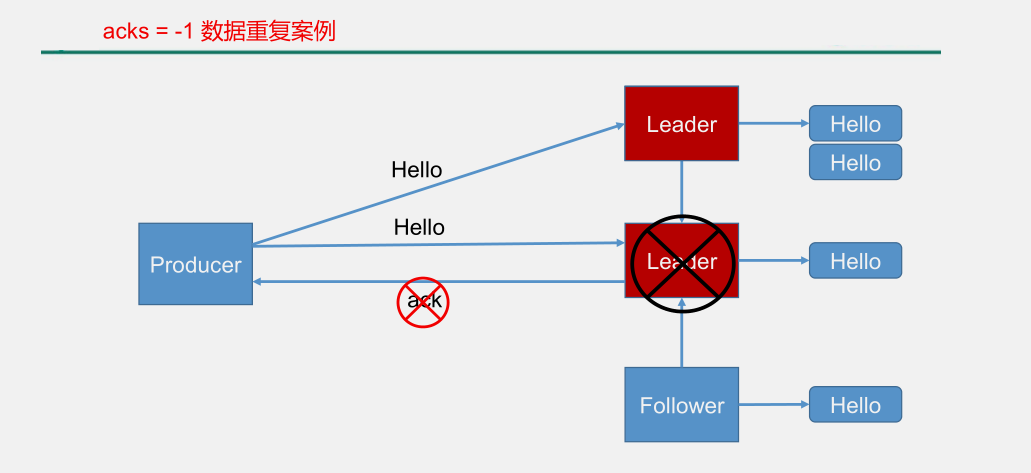 acks = -1 数据重复案例
Leader
Hello
Hello
Hello
Hello
Producer
Leader
Hello
ack
Follower
Hello